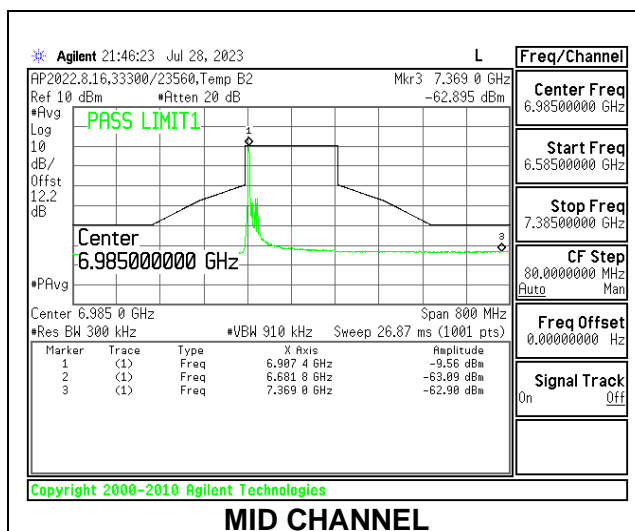 Agilent 21:46:23 Jul 28, 2023 L Freq/Channel
AP2022.8.16,33300/23560,Temp B2 Mkr3 7.369 0 GHz
Ref 10 dBm #Atten 20 dB -62.895 dBm
#Avg
Log
10
dB/
Offst
12.2
dB
#PAvg
PASS LIMIT1
1
3
Center
6.985000000 GHz
Center 6.985 0 GHz Span 800 MHz
#Res BW 300 kHz #VBW 910 kHz Sweep 26.87 ms (1001 pts)
Marker Trace Type X Axis Amplitude
1 (1) Freq 6.907 4 GHz -9.56 dBm
2 (1) Freq 6.681 8 GHz -63.09 dBm
3 (1) Freq 7.369 0 GHz -62.90 dBm
Center Freq
6.98500000 GHz
Start Freq
6.58500000 GHz
Stop Freq
7.38500000 GHz
CF Step
80.0000000 MHz
Auto Man
Freq Offset
0.00000000 Hz
Signal Track
On Off
Copyright 2000-2010 Agilent Technologies
MID CHANNEL